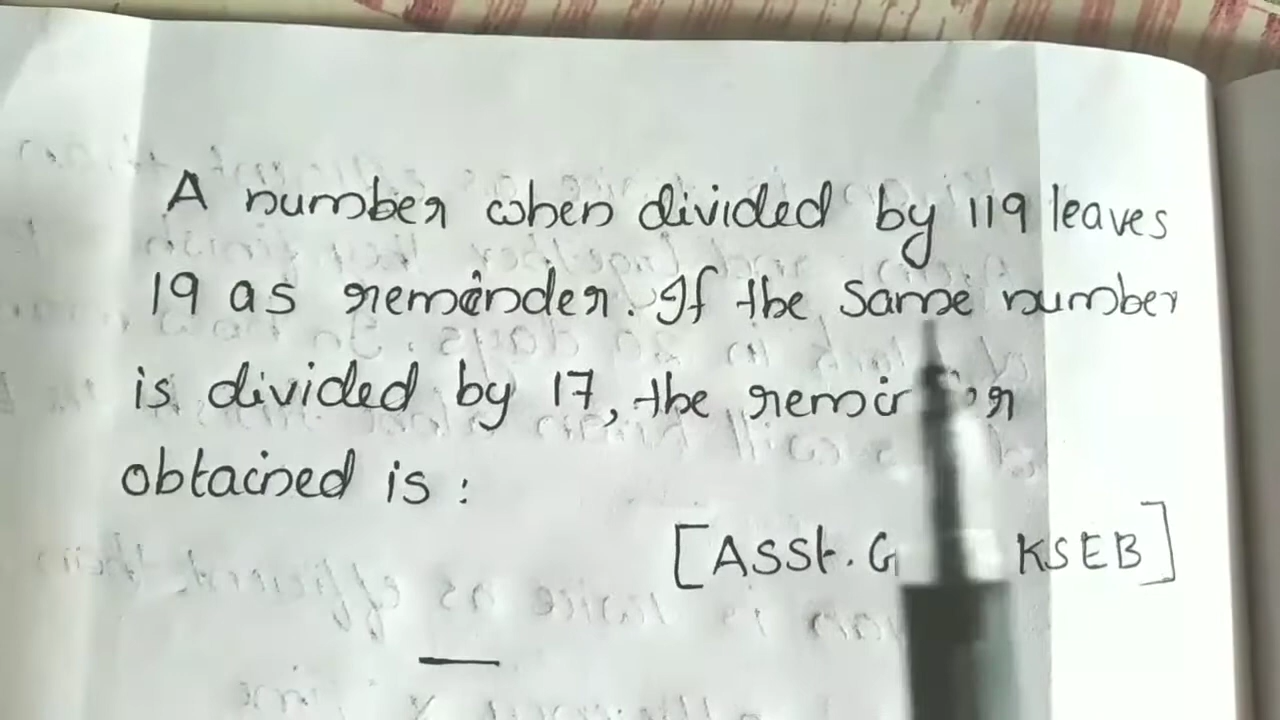 A number when divided by 119 leaves
19 as remainder. If the same number
is divided by 17, the
obtained is :
[Asst. G KSEB]